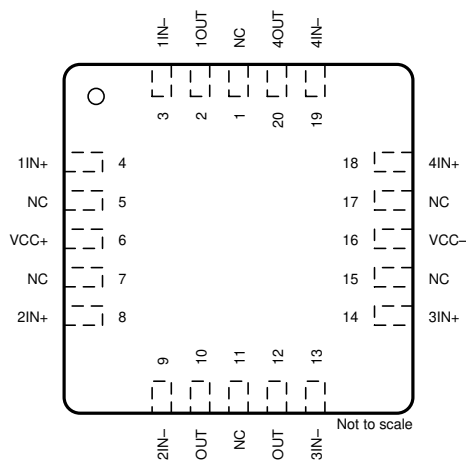 1IN–
1OUT
NC
4OUT
4IN–
3
2
1
20
19
1IN+ 4
18 4IN+
NC 5
17 NC
VCC+ 6
16 VCC–
NC 7
15 NC
2IN+ 8
14 3IN+
9
10
11
12
13
2IN–
OUT
NC
OUT
3IN–
Not to scale